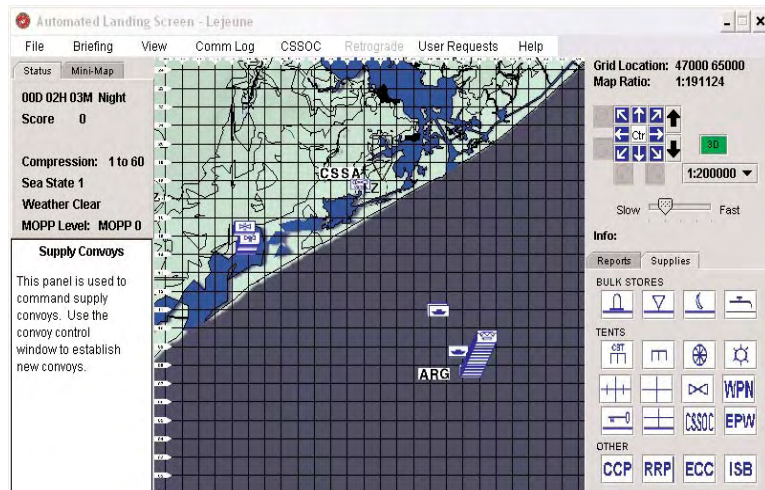 Automated Landing Screen - Lejeune
File Briefing View Comm Log CSSOC Retrograde User Requests Help
Status Mini-Map
00D 02H 03M Night
Score 0
Compression: 1 to 60
Sea State 1
Weather Clear
MOPP Level: MOPP 0
Supply Convoys
This panel is used to
command supply
convoys. Use the
convoy control
window to establish
new convoys.
CSSA
ARG
Grid Location: 47000 65000
Map Ratio: 1:191124
Ctr
3D
1:200000
Slow Fast
Info:
Reports Supplies
BULK STORES
TENTS
CBT
WPN
CSSOC EPW
OTHER
CCP RRP ECC ISB